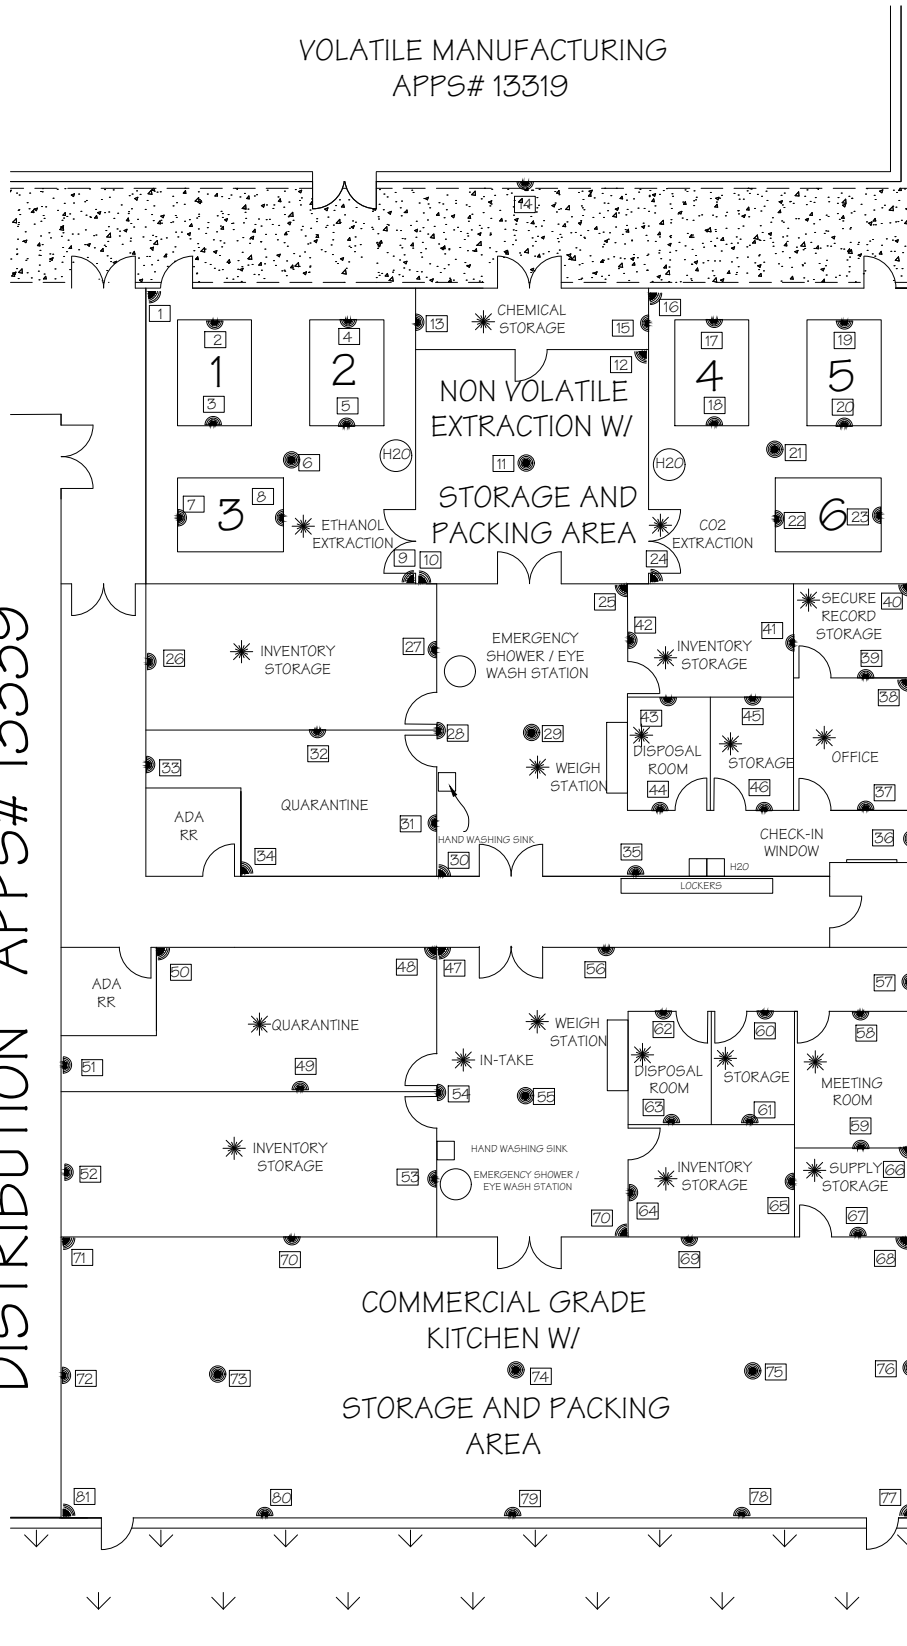 VOLATILE MANUFACTURING
APPS# 13319
14
1
2
4
13
CHEMICAL
STORAGE
15
16
17
19
12
1
2
4
5
NON VOLATILE
EXTRACTION W/
3
5
18
20
6
H20
11
H20
21
STORAGE AND
PACKING AREA
7
8
3
ETHANOL
EXTRACTION
CO2
EXTRACTION
22
6
23
9
10
24
25
SECURE
RECORD
STORAGE
40
26
INVENTORY
STORAGE
27
EMERGENCY
SHOWER / EYE
WASH STATION
42
INVENTORY
STORAGE
41
39
38
28
29
43
45
32
33
WEIGH
STATION
DISPOSAL
ROOM
STORAGE
OFFICE
44
46
37
QUARANTINE
ADA
RR
31
HAND WASHING SINK
CHECK-IN
WINDOW
36
34
30
35
H20
LOCKERS
DISTRIBUTION APPS# 13339
50
48
47
56
57
ADA
RR
QUARANTINE
WEIGH
STATION
62
60
58
51
49
IN-TAKE
DISPOSAL
ROOM
STORAGE
MEETING
ROOM
54
55
63
61
59
INVENTORY
STORAGE
HAND WASHING SINK
52
53
EMERGENCY SHOWER /
EYE WASH STATION
INVENTORY
STORAGE
SUPPLY
STORAGE
66
64
65
70
67
71
70
69
68
COMMERCIAL GRADE
KITCHEN W/
72
73
74
75
76
STORAGE AND PACKING
AREA
81
80
79
78
77